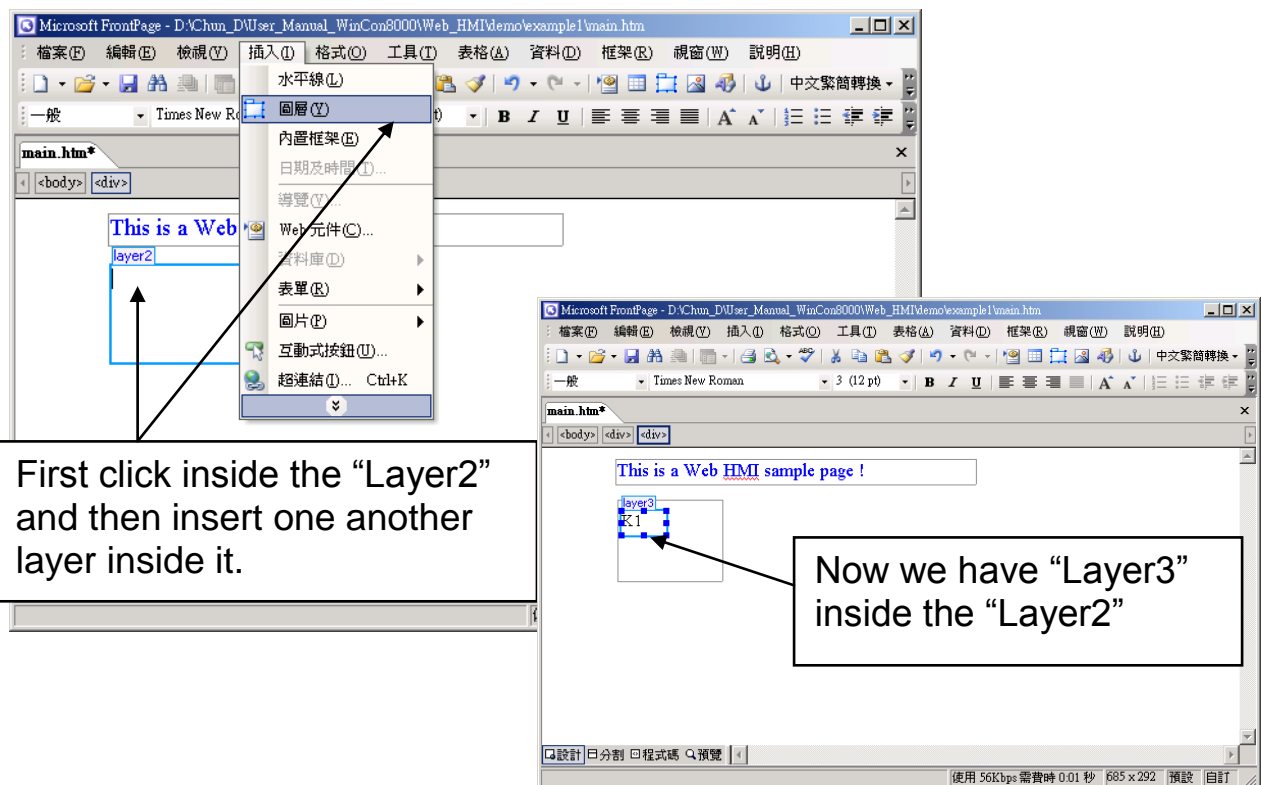 Microsoft FrontPage - D:\Chun_D\User_Manual_WinCon8000\Web_HMI\demo\example1\main.htm
檔案(F) 編輯(E) 檢視(V) 插入(I) 格式(O) 工具(T) 表格(A) 資料(D) 框架(R) 視窗(W) 說明(H)
中文繁簡轉換
一般 Times New Ro t) B I U A A
main.htm*
<body> <div>
This is a Web
layer2
水平線(L)
圖層(Y)
內置框架(E)
日期及時間(T)...
導覽(V)...
Web 元件(C)...
資料庫(D)
表單(R)
圖片(P)
互動式按鈕(U)...
超連結(I)... Ctrl+K
First click inside the “Layer2”
and then insert one another
layer inside it.
Microsoft FrontPage - D:\Chun_D\User_Manual_WinCon8000\Web_HMI\demo\example1\main.htm
檔案(F) 編輯(E) 檢視(V) 插入(I) 格式(O) 工具(T) 表格(A) 資料(D) 框架(R) 視窗(W) 說明(H)
中文繁簡轉換
一般 Times New Roman 3 (12 pt) B I U A A
main.htm*
<body> <div> <div>
This is a Web HMI sample page !
layer3
K1
Now we have “Layer3”
inside the “Layer2”
設計 分割 程式碼 預覽
使用 56Kbps 需費時 0:01 秒 685 x 292 預設 自訂